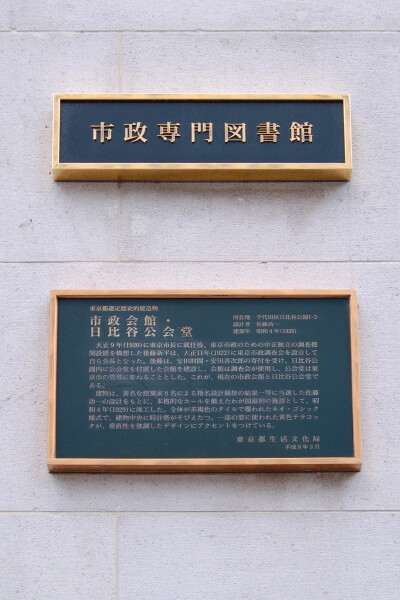 市政専門図書館
東京都選定歴史的建造物
市政会館・
日比谷公会堂
所在地 千代田区日比谷公園1-3
設計者 佐藤功一
建築年 昭和4年(1929)
大正9年(1920)に東京市長に就任後、東京市政のための中正独立の調査機
関設置を構想した後藤新平は、大正11年(1922)に東京市政調査会を設立して
自ら会長となった。後藤は、安田財閥・安田善次郎の寄付を受け、日比谷公
園内に公会堂を付置した会館を建設し、会館は調査会が使用し、公会堂は東
京市の管理に委ねることとした。これが、現在の市政会館と日比谷公会堂で
ある。
建物は、著名な建築家8名による指名設計競技の結果一等に当選した佐藤
功一の設計をもとに、本格的なホールを備えたわが国最初の施設として、昭
和4年(1929)に竣工した。全体が茶褐色のタイルで覆われたネオ・ゴシック
様式で、建物中央に時計塔がそびえたつ。一部の窓に使われた黄色テラコッ
タが、垂直性を強調したデザインにアクセントをつけている。
東京都生活文化局
平成8年3月